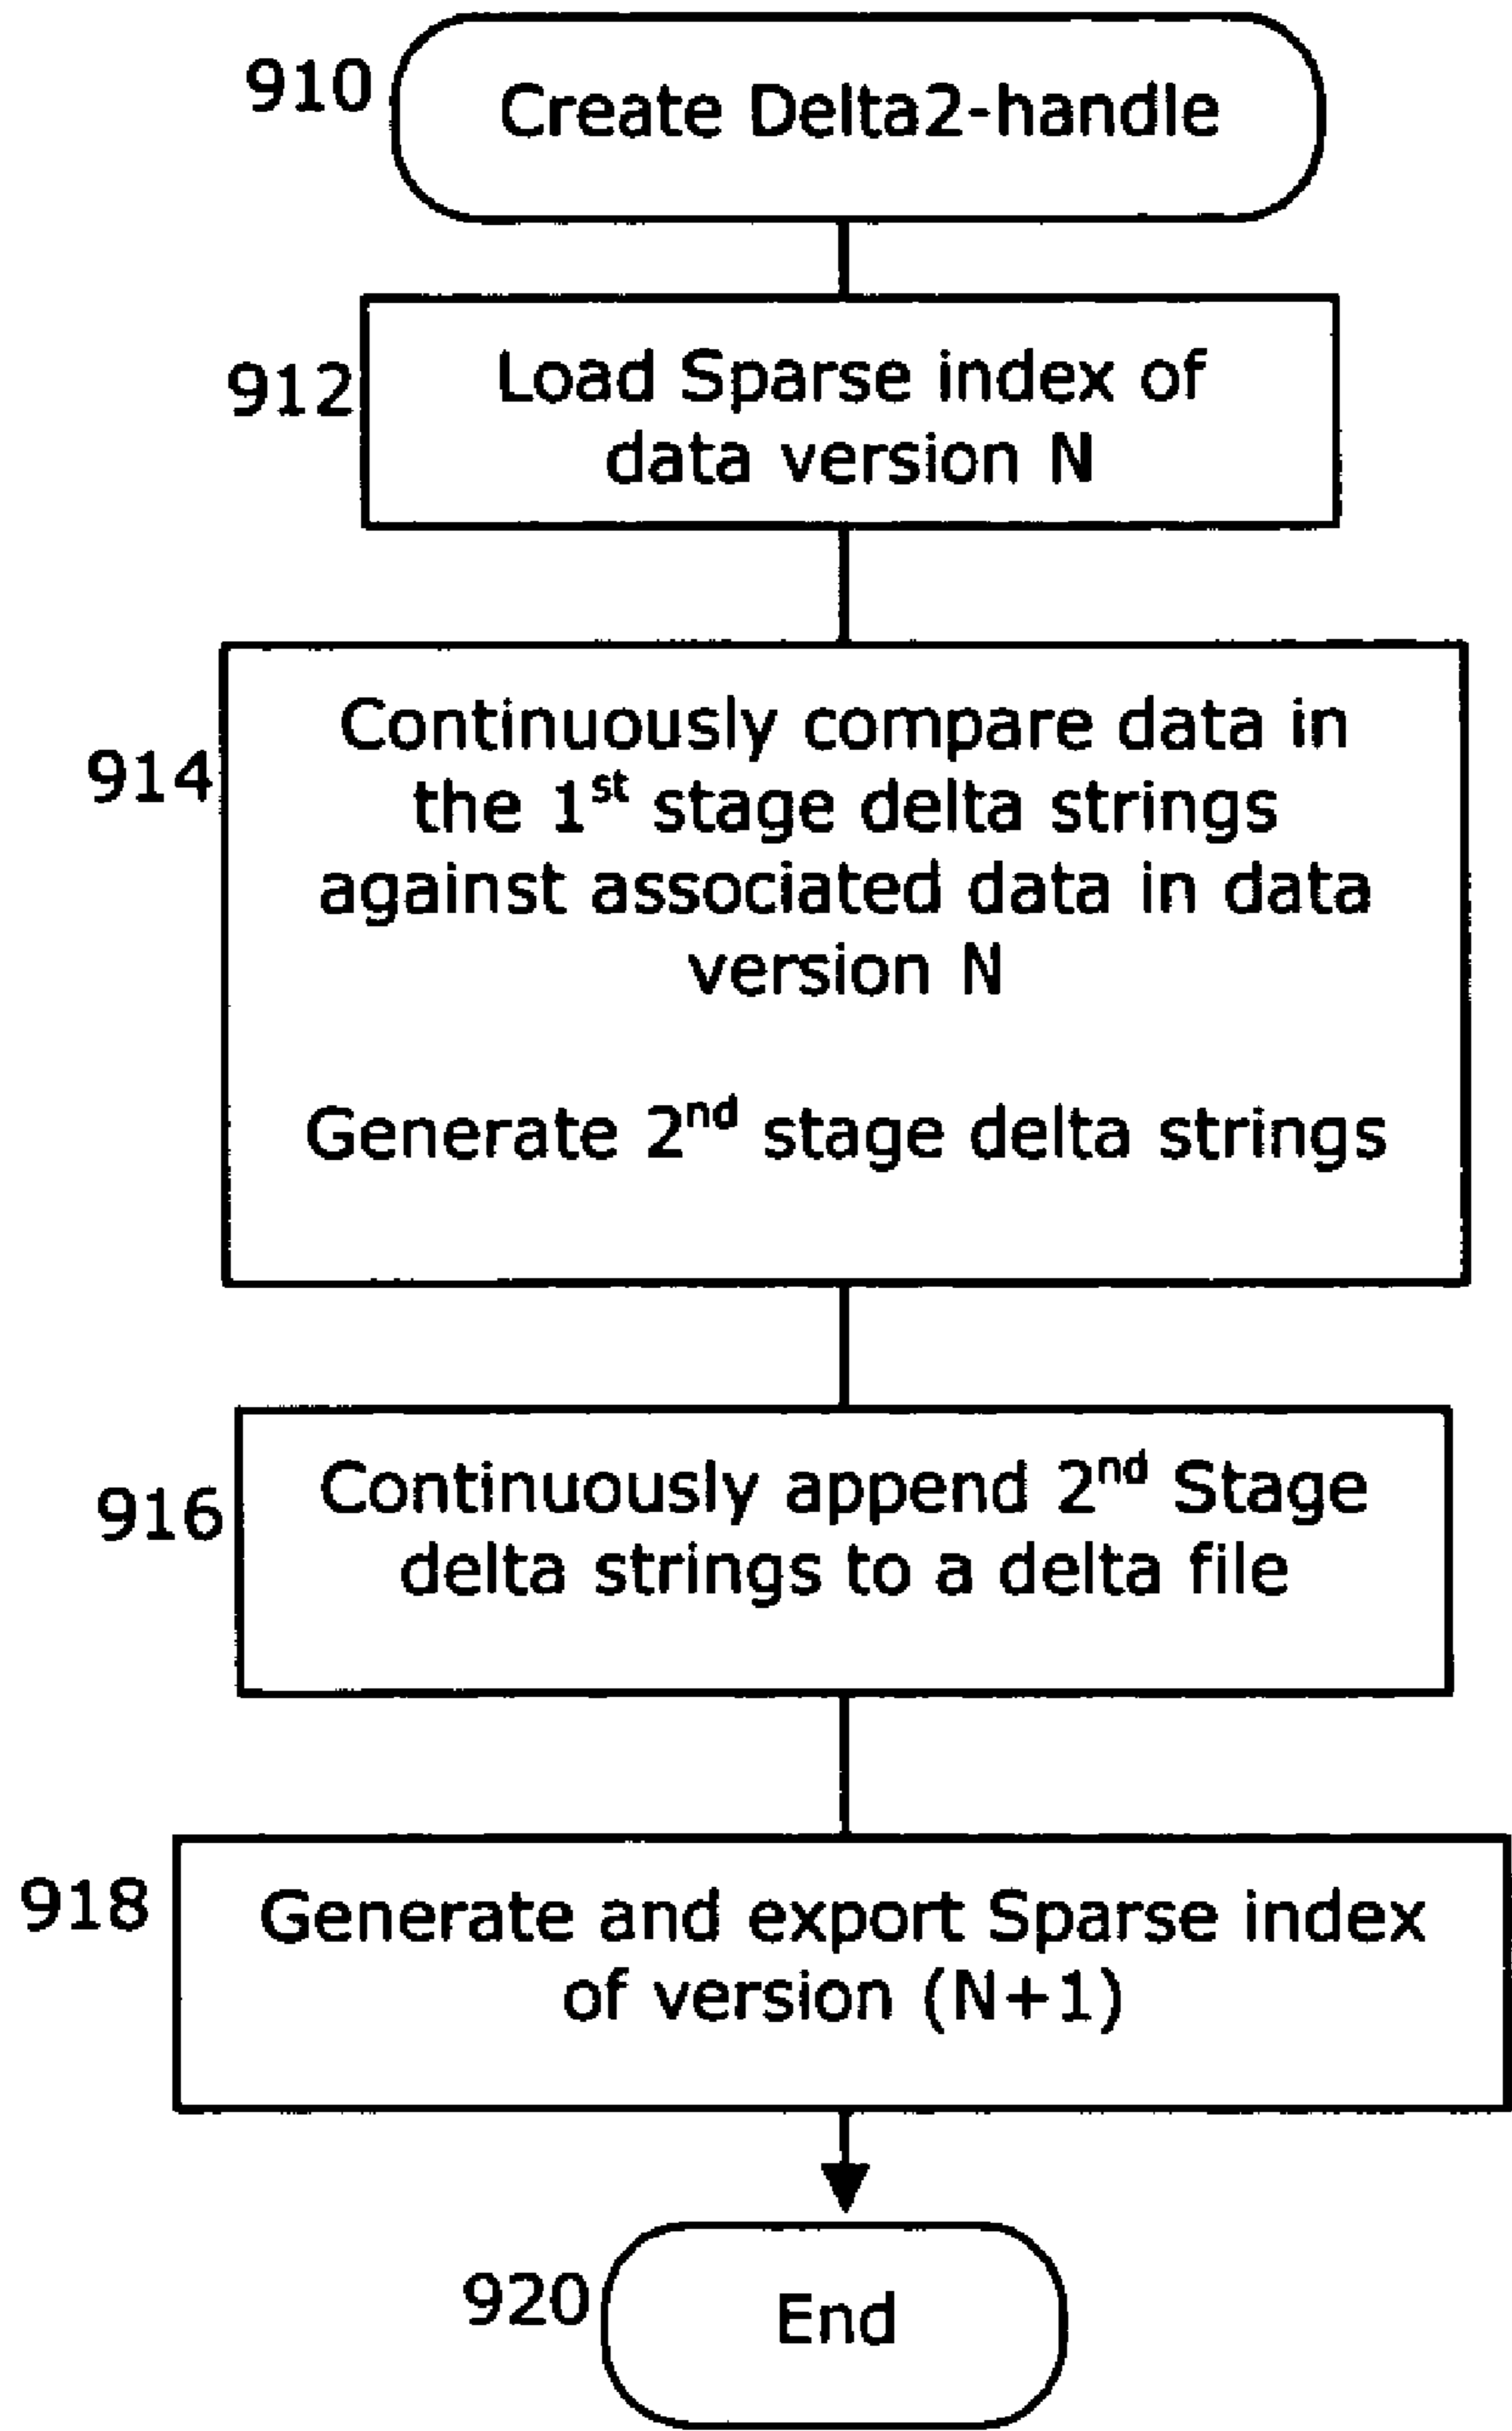 910
Create Delta2-handle
912
Load Sparse index of
data version N
914
Continuously compare data in
the 1st stage delta strings
against associated data in data
version N
Generate 2nd stage delta strings
916
Continuously append 2nd Stage
delta strings to a delta file
918
Generate and export Sparse index
of version (N+1)
920
End